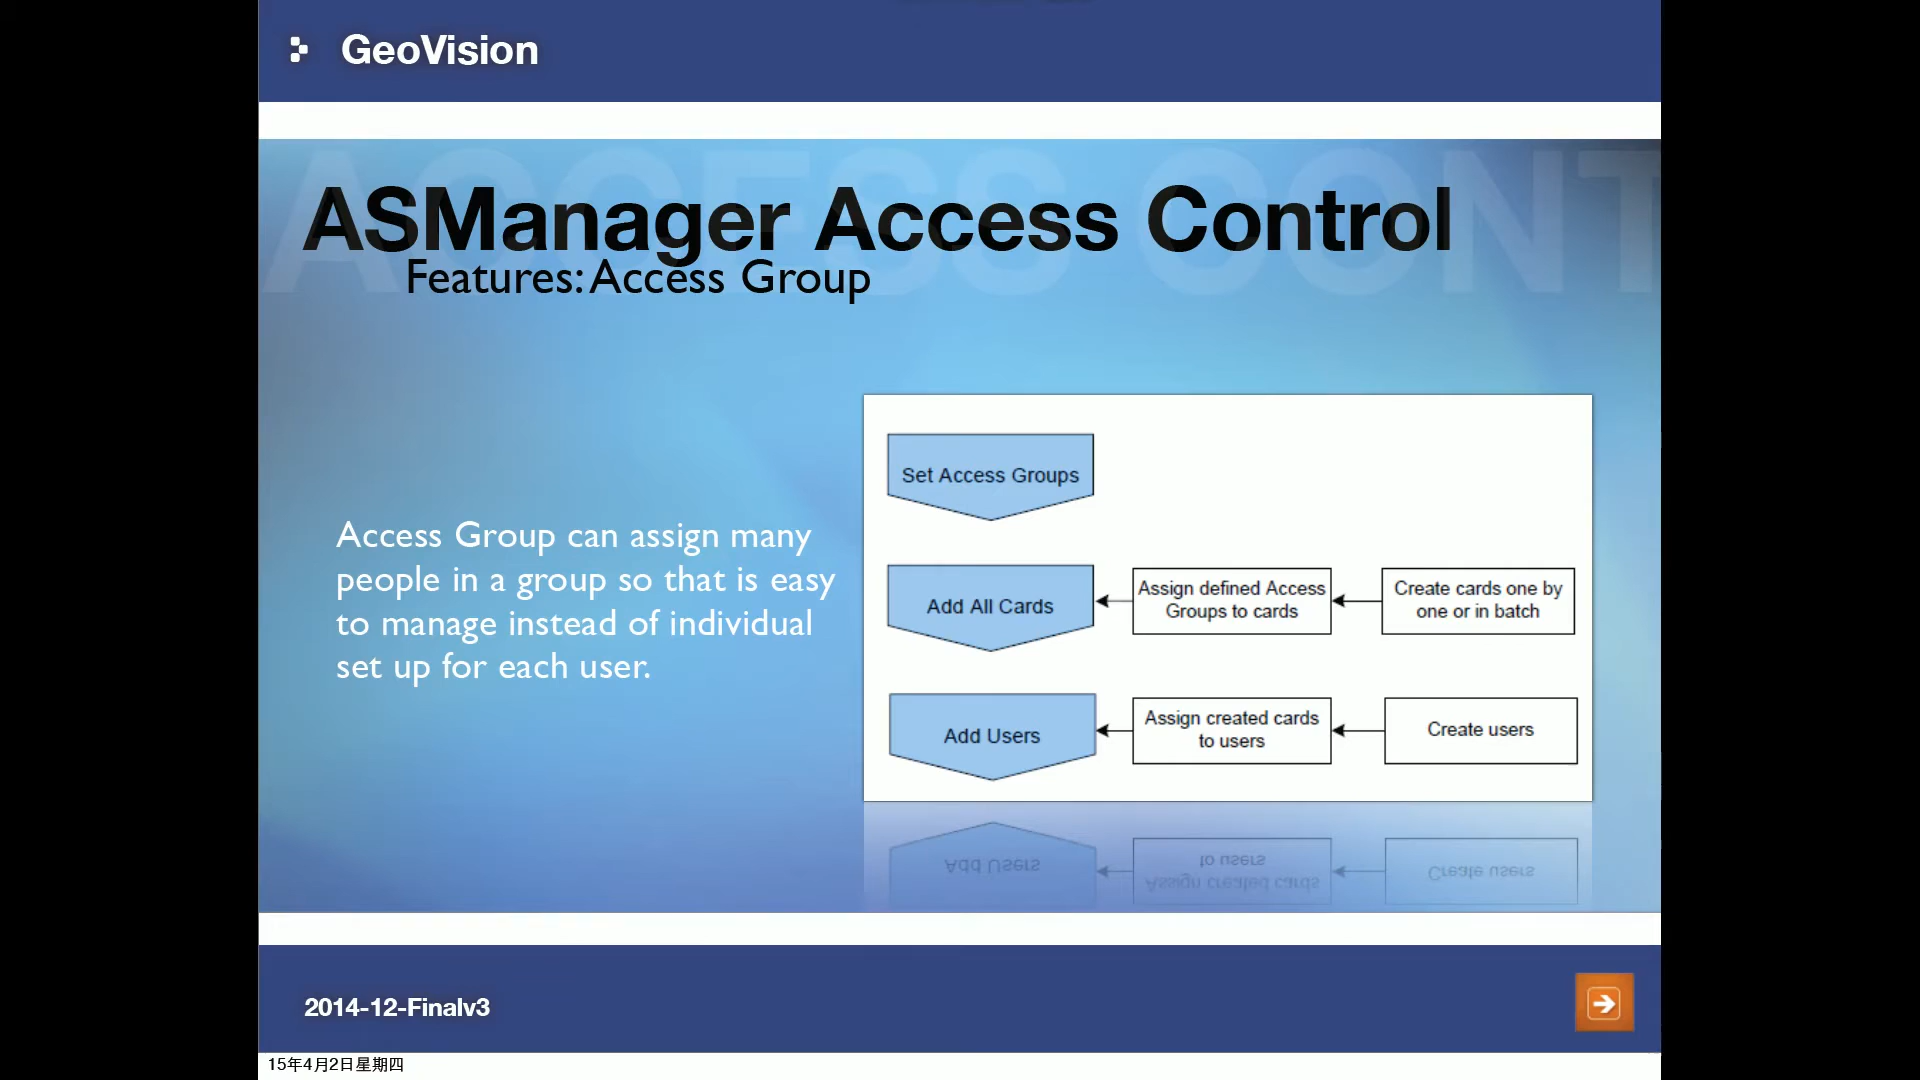 GeoVision
ACCESS CONT
ASManager Access Control
Features: Access Group
Access Group can assign many
people in a group so that is easy
to manage instead of individual
set up for each user.
Set Access Groups
Add All Cards
Assign defined Access
Groups to cards
Create cards one by
one or in batch
Add Users
Assign created cards
to users
Create users
2014-12-Finalv3
15年4月2日星期四